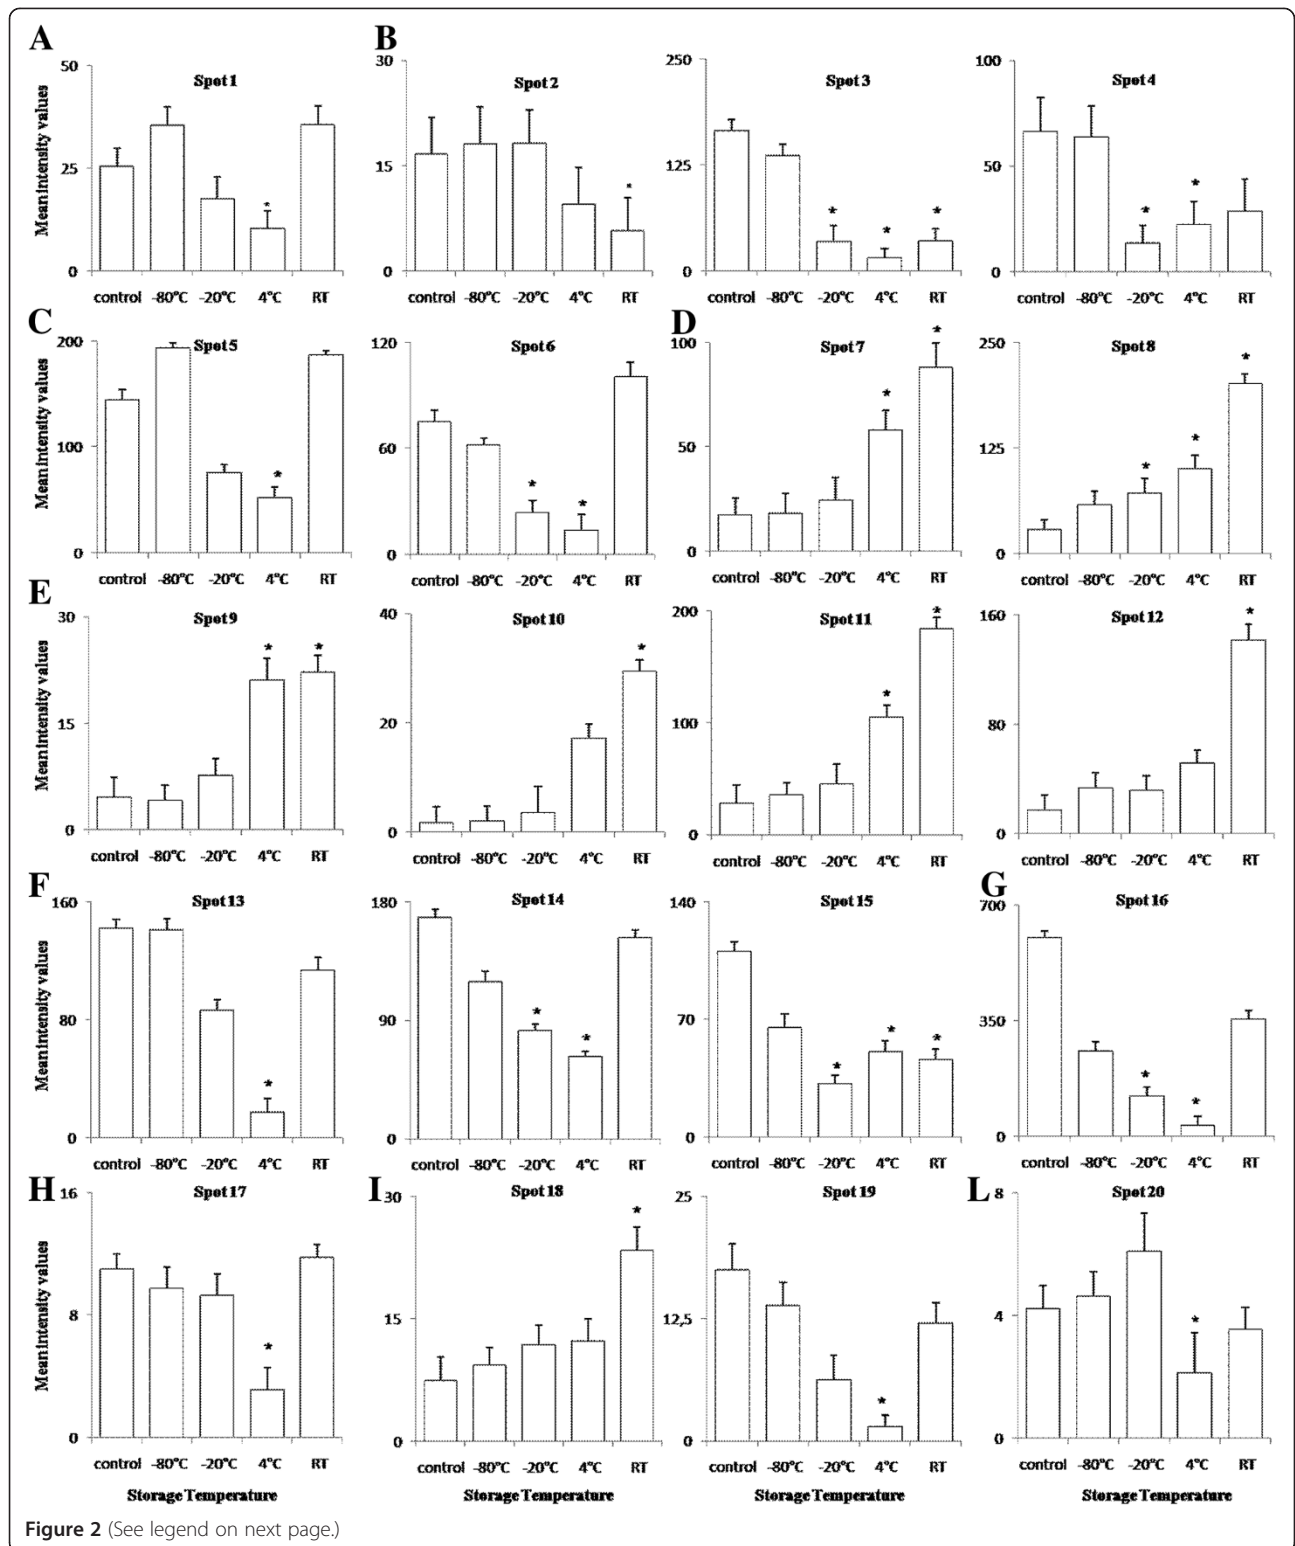 A B
Spot 1 Spot 2 Spot 3 Spot 4
Mean intensity values
50 25 0
30 15 0
250 125 0
100 50 0
* * * * * * *
control -80°C -20°C 4°C RT control -80°C -20°C 4°C RT control -80°C -20°C 4°C RT control -80°C -20°C 4°C RT
C D
Spot 5 Spot 6 Spot 7 Spot 8
Mean intensity values
200 100 0
120 60 0
100 50 0
250 125 0
* * * * * * * *
control -80°C -20°C 4°C RT control -80°C -20°C 4°C RT control -80°C -20°C 4°C RT control -80°C -20°C 4°C RT
E
Spot 9 Spot 10 Spot 11 Spot 12
Mean intensity values
30 15 0
40 20 0
200 100 0
160 80 0
* * * * * *
control -80°C -20°C 4°C RT control -80°C -20°C 4°C RT control -80°C -20°C 4°C RT control -80°C -20°C 4°C RT
F G
Spot 13 Spot 14 Spot 15 Spot 16
Mean intensity values
160 80 0
180 90 0
140 70 0
700 350 0
* * * * * * * *
control -80°C -20°C 4°C RT control -80°C -20°C 4°C RT control -80°C -20°C 4°C RT control -80°C -20°C 4°C RT
H I L
Spot 17 Spot 18 Spot 19 Spot 20
Mean intensity values
16 8 0
30 15 0
25 12,5 0
8 4 0
* * * *
control -80°C -20°C 4°C RT control -80°C -20°C 4°C RT control -80°C -20°C 4°C RT control -80°C -20°C 4°C RT
Storage Temperature Storage Temperature Storage Temperature
Figure 2 (See legend on next page.)